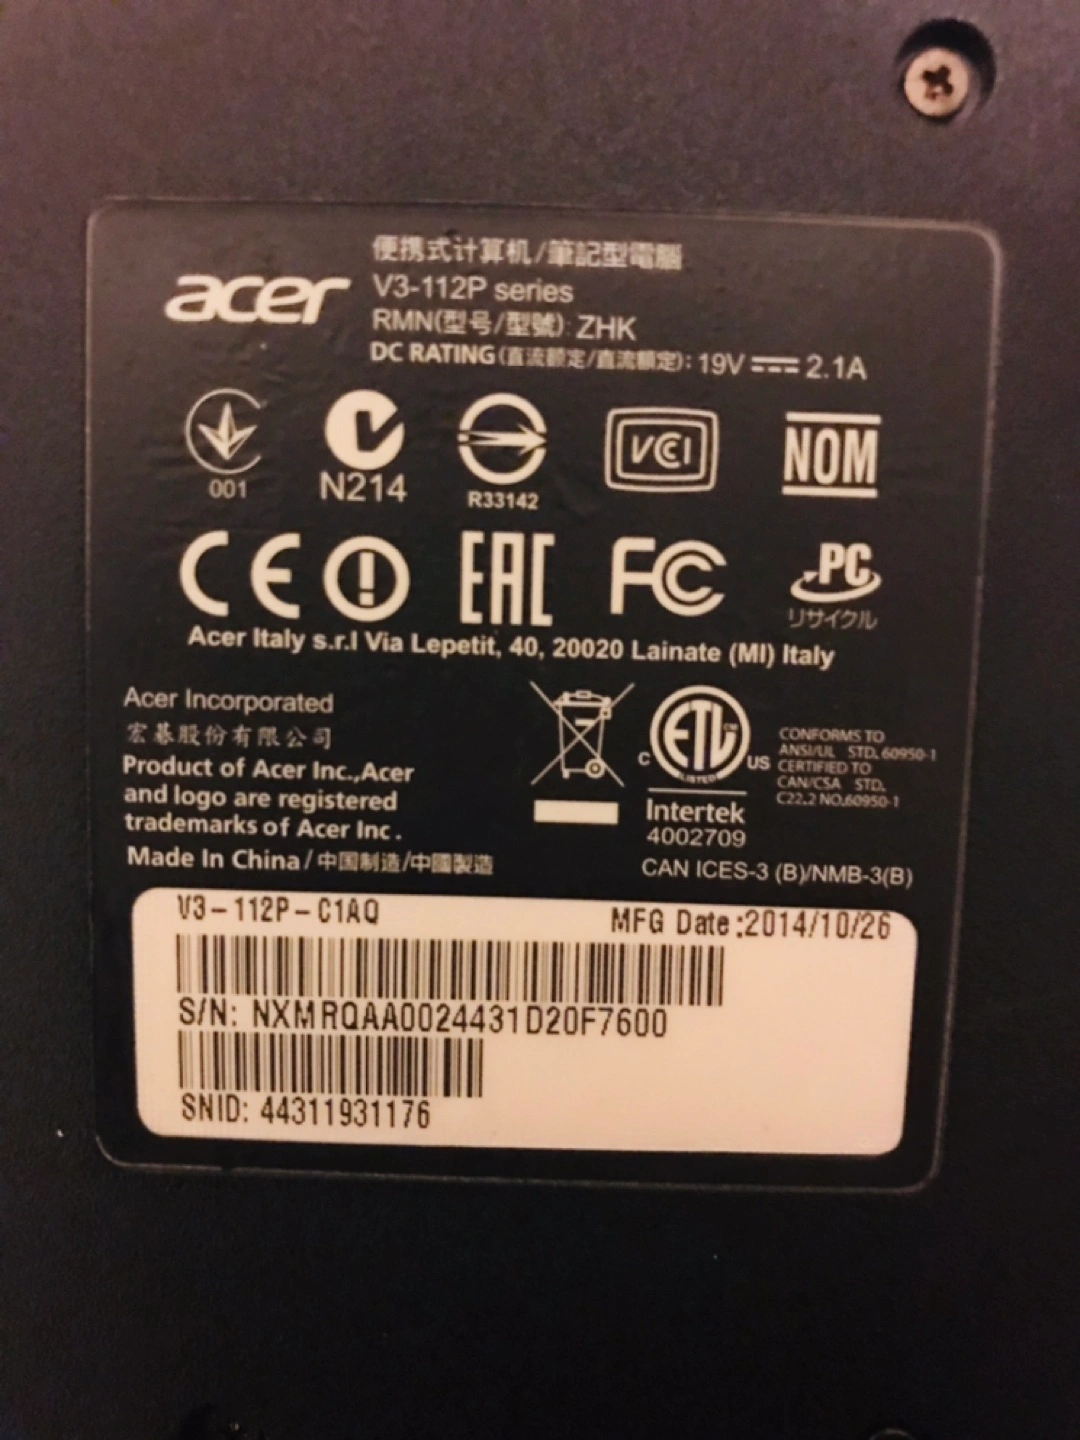 acer
便携式计算机/筆記型電腦
V3-112P series
RMN(型号/型號): ZHK
DC RATING(直流额定/直流額定): 19V ⎓ 2.1A
001
N214
R33142
VCCI
NOM
CE
EAC
FC
PC
リサイクル
Acer Italy s.r.l Via Lepetit, 40, 20020 Lainate (MI) Italy
Acer Incorporated
宏碁股份有限公司
Product of Acer Inc.,Acer
and logo are registered
trademarks of Acer Inc .
Made In China/中国制造/中國製造
C ETL US
LISTED
Intertek
4002709
CONFORMS TO
ANSI/UL STD. 60950-1
CERTIFIED TO
CAN/CSA STD.
C22.2 NO.60950-1
CAN ICES-3 (B)/NMB-3(B)
V3-112P-C1AQ
MFG Date:2014/10/26
S/N: NXMRQAA0024431D20F7600
SNID: 44311931176